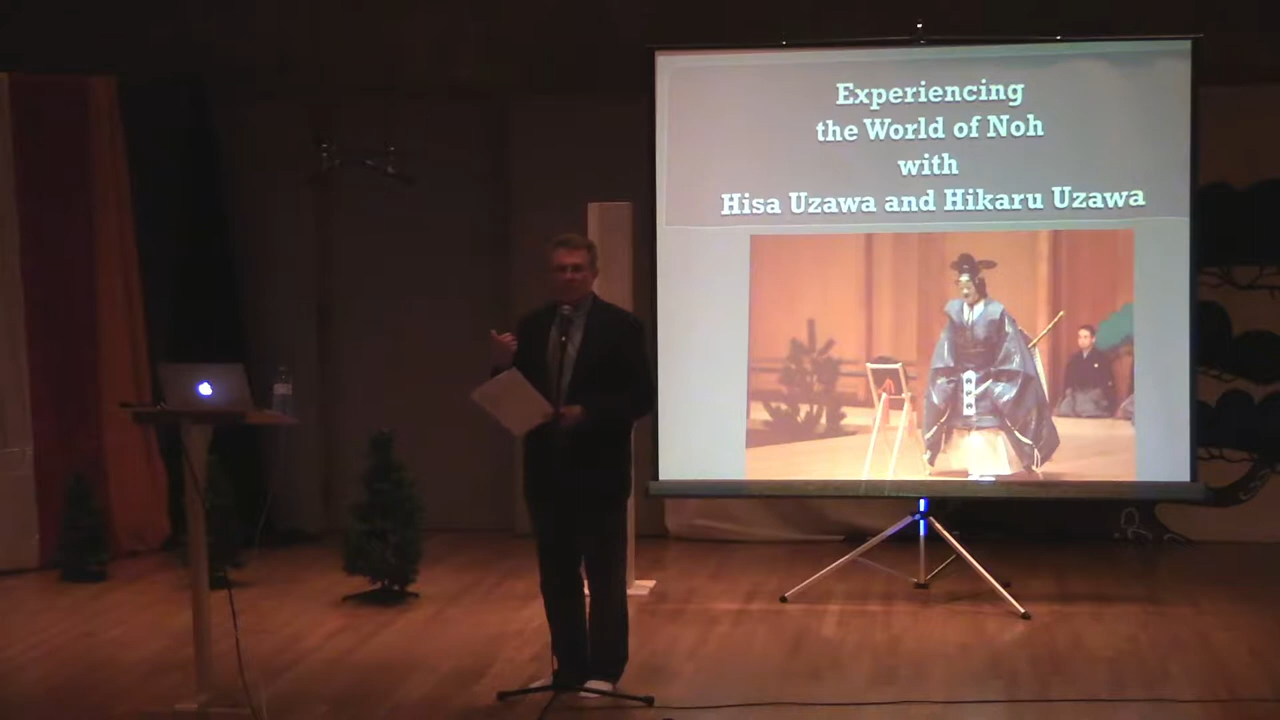 Experiencing
the World of Noh
with
Hisa Uzawa and Hikaru Uzawa